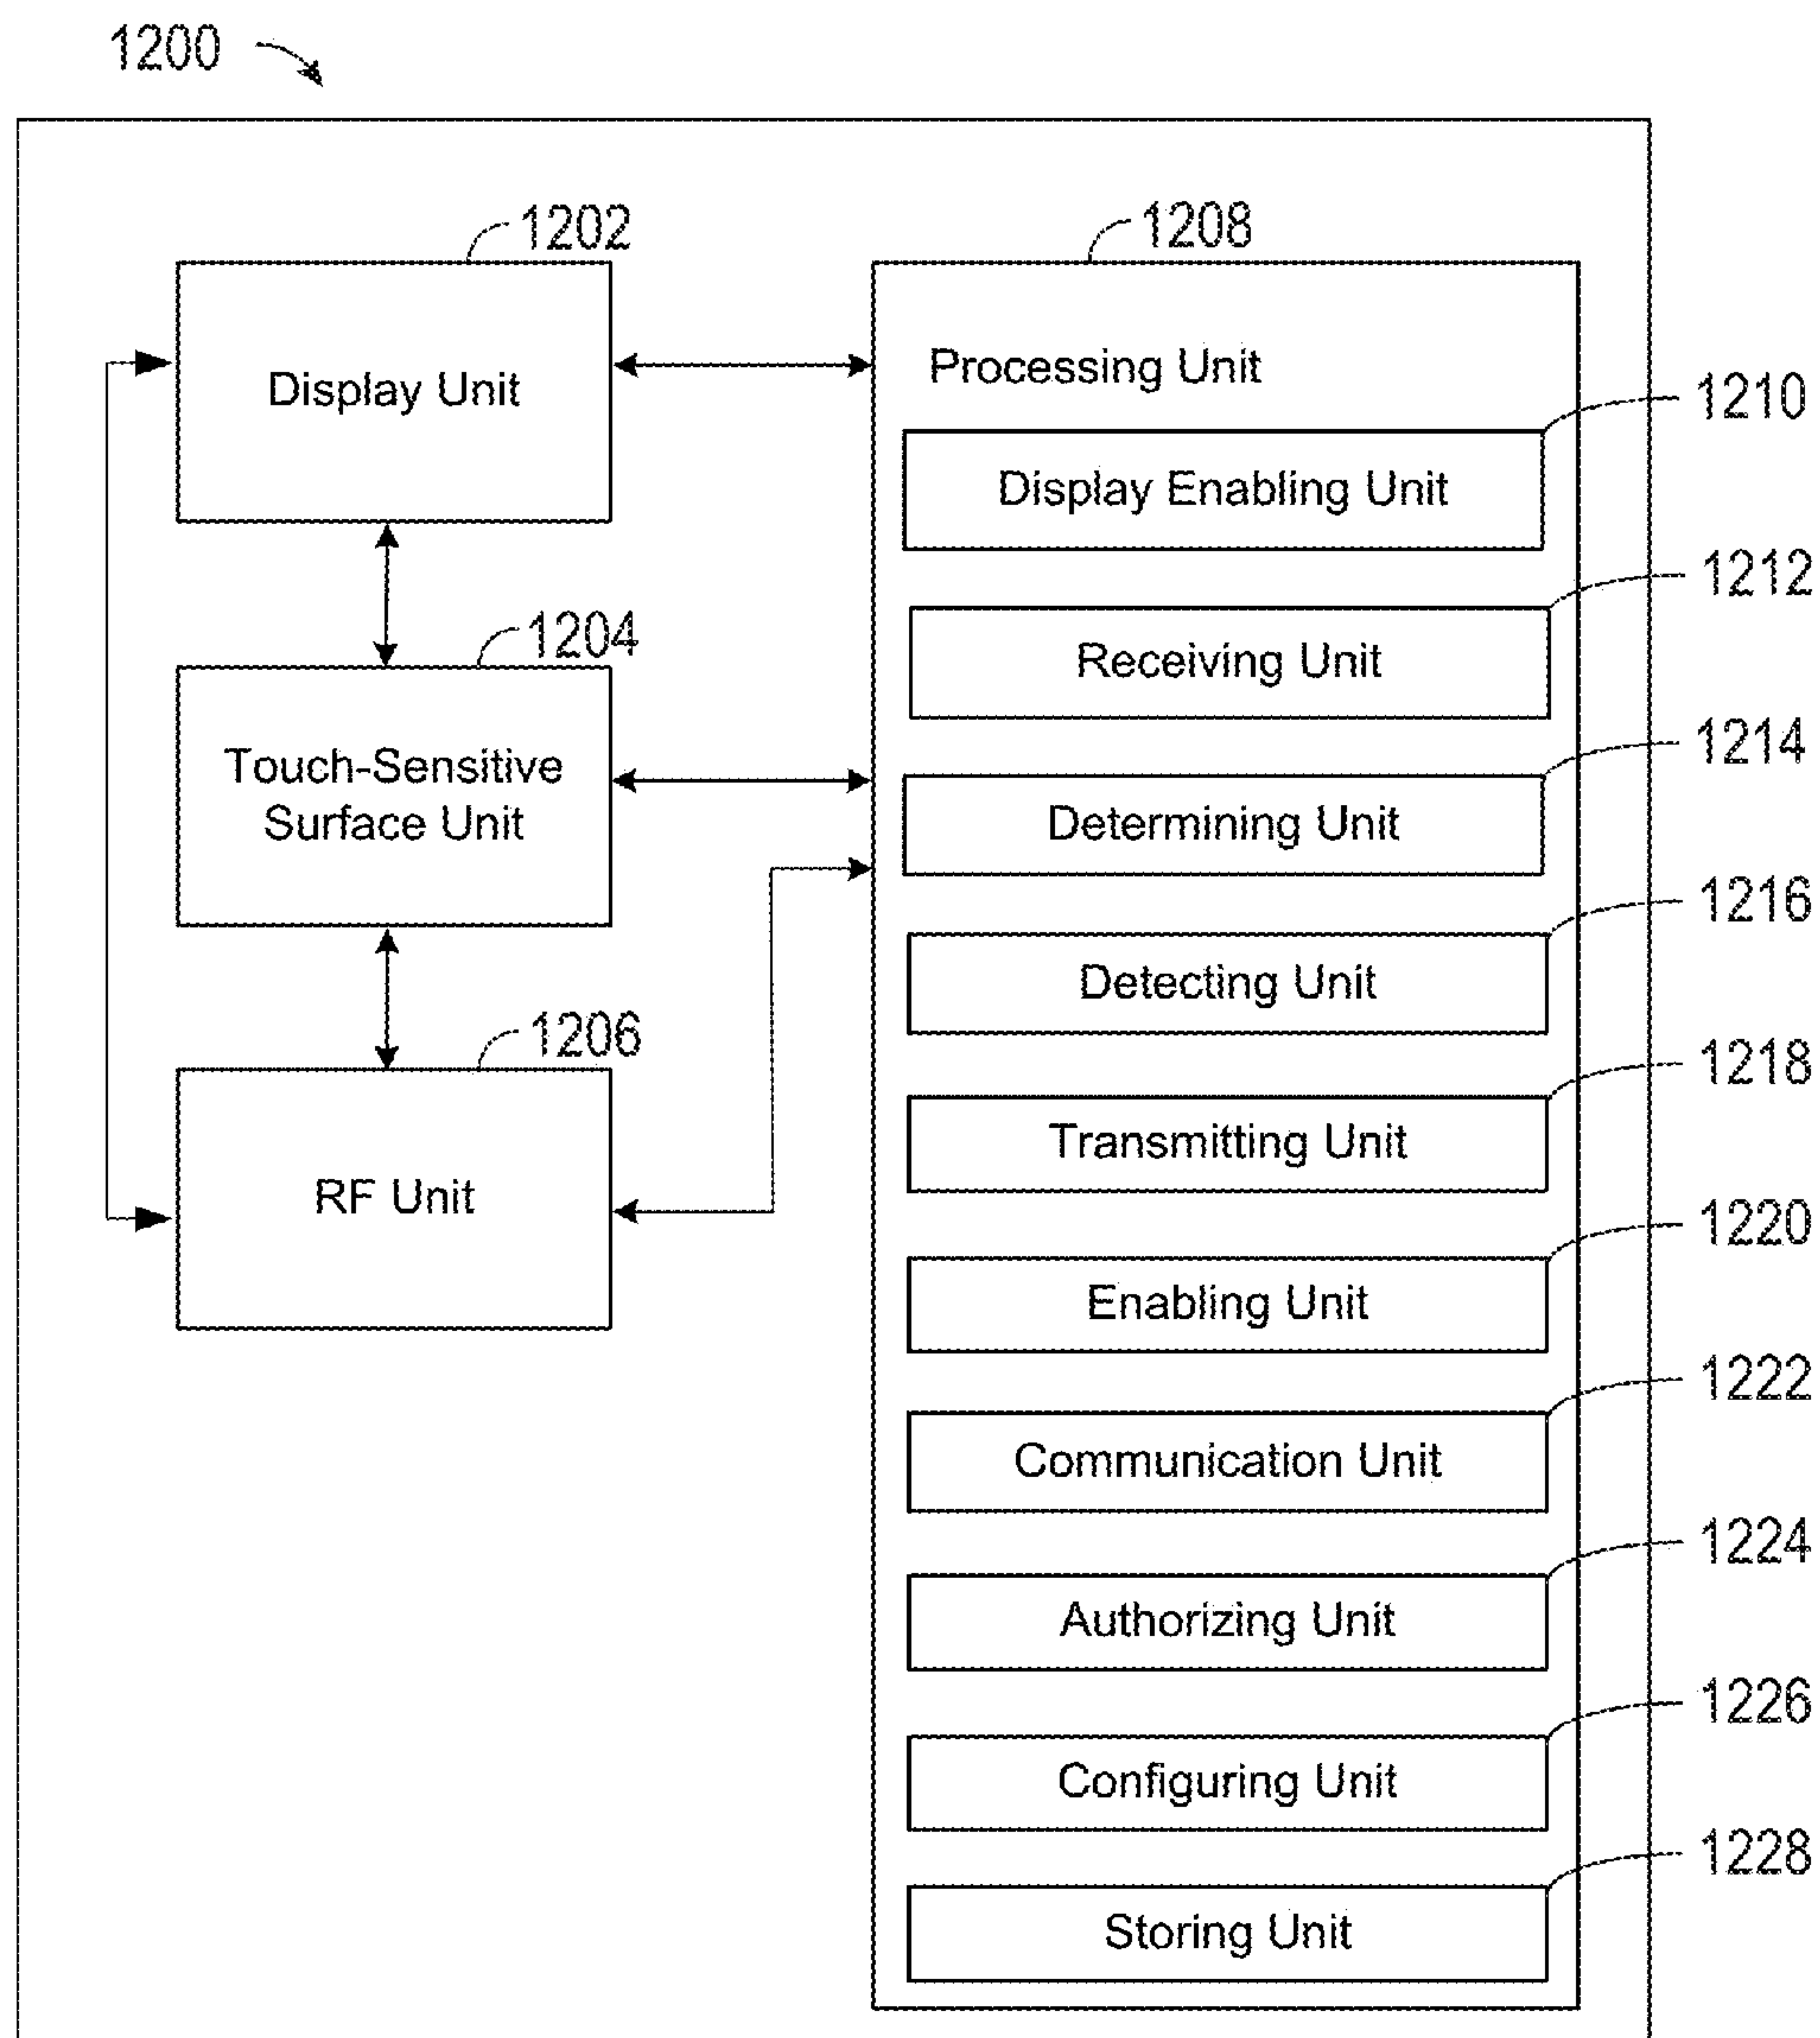 1200
1202
1208
Display Unit
Processing Unit
1210
Display Enabling Unit
1212
Receiving Unit
1204
Touch-Sensitive
Surface Unit
1214
Determining Unit
1216
Detecting Unit
1206
RF Unit
1218
Transmitting Unit
1220
Enabling Unit
1222
Communication Unit
1224
Authorizing Unit
1226
Configuring Unit
1228
Storing Unit